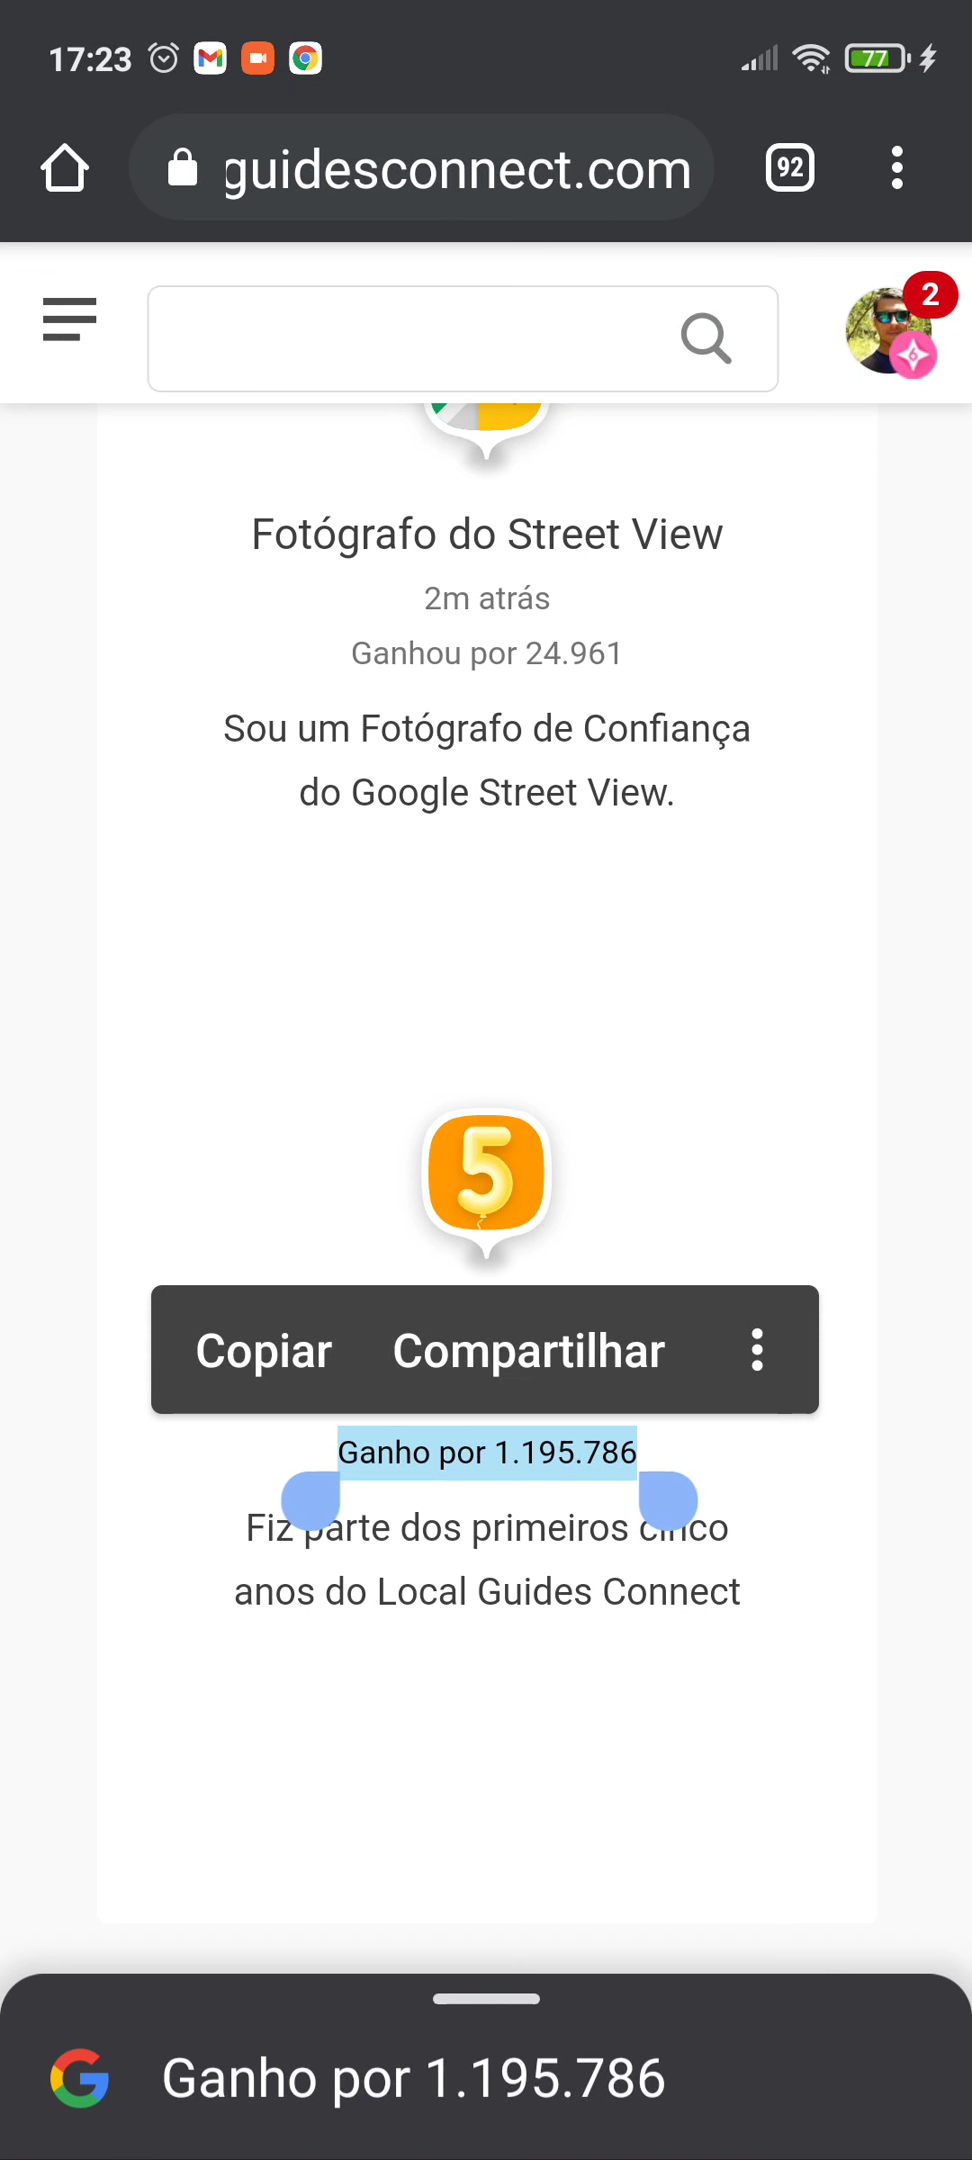 17:23
77
guidesconnect.com
92
2
6
Fotógrafo do Street View
2m atrás
Ganhou por 24.961
Sou um Fotógrafo de Confiança
do Google Street View.
5
Copiar Compartilhar
Ganho por 1.195.786
Fiz parte dos primeiros cinco
anos do Local Guides Connect
G Ganho por 1.195.786